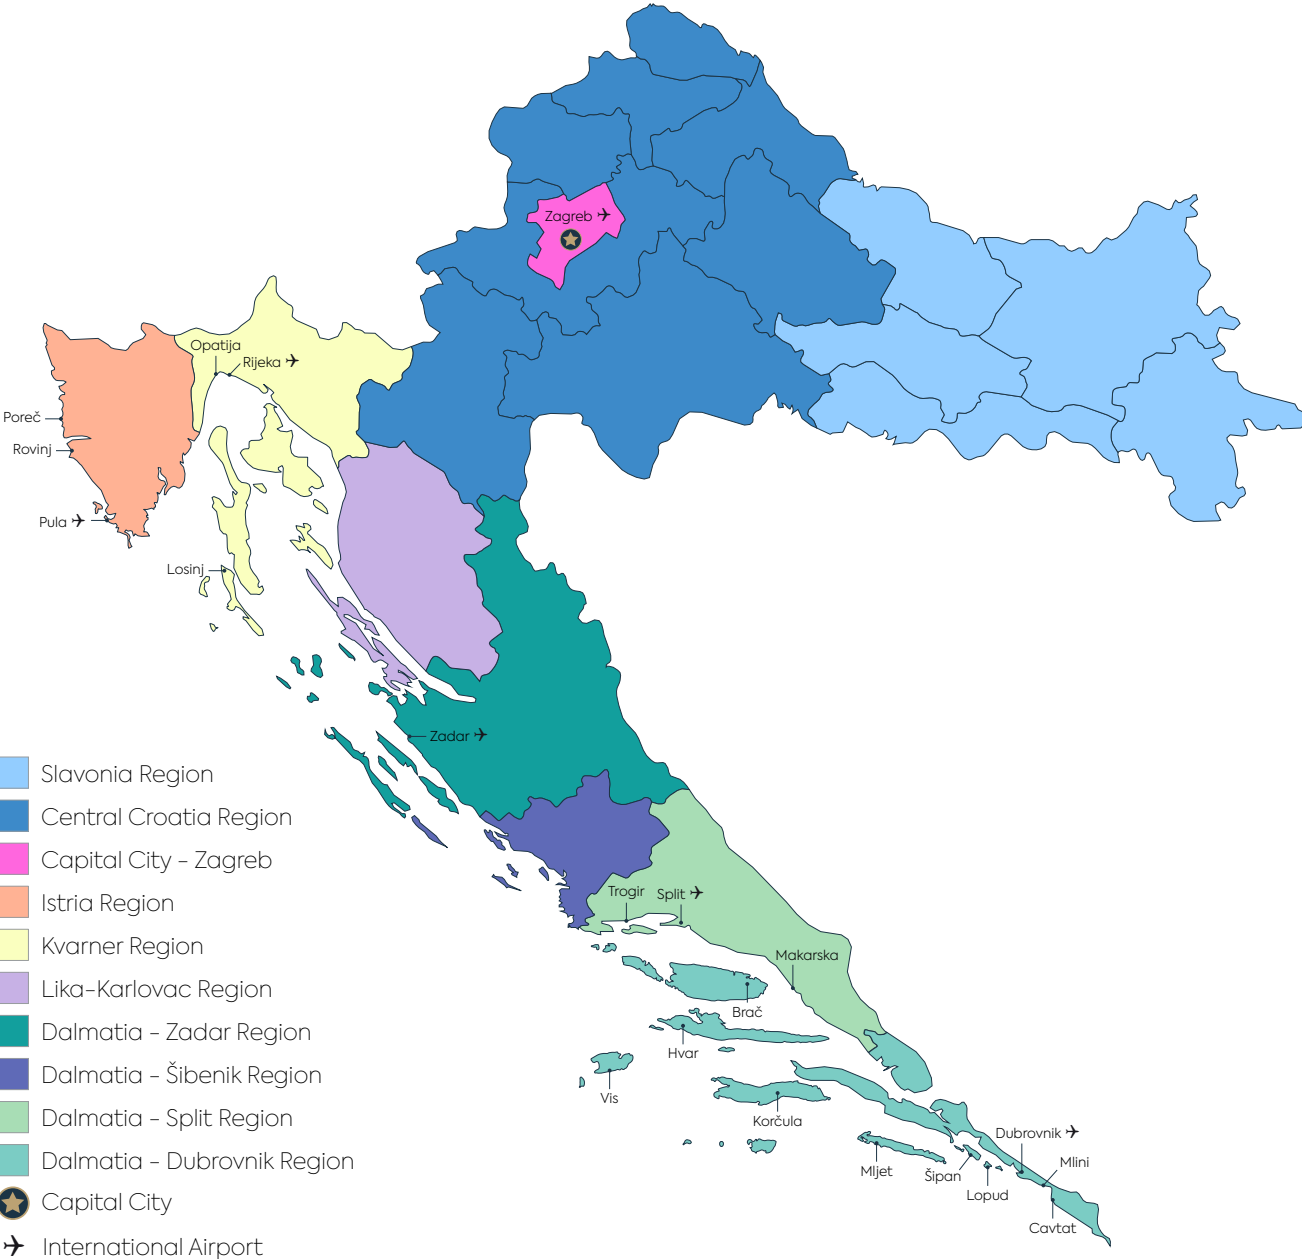 Zagreb
Opatija
Rijeka
Poreč
Rovinj
Pula
Losinj
Zadar
Slavonia Region
Central Croatia Region
Capital City - Zagreb
Istria Region
Kvarner Region
Lika-Karlovac Region
Dalmatia - Zadar Region
Dalmatia - Šibenik Region
Dalmatia - Split Region
Dalmatia - Dubrovnik Region
Capital City
International Airport
Trogir
Split
Makarska
Brač
Hvar
Vis
Korčula
Dubrovnik
Mljet
Šipan
Mlini
Lopud
Cavtat